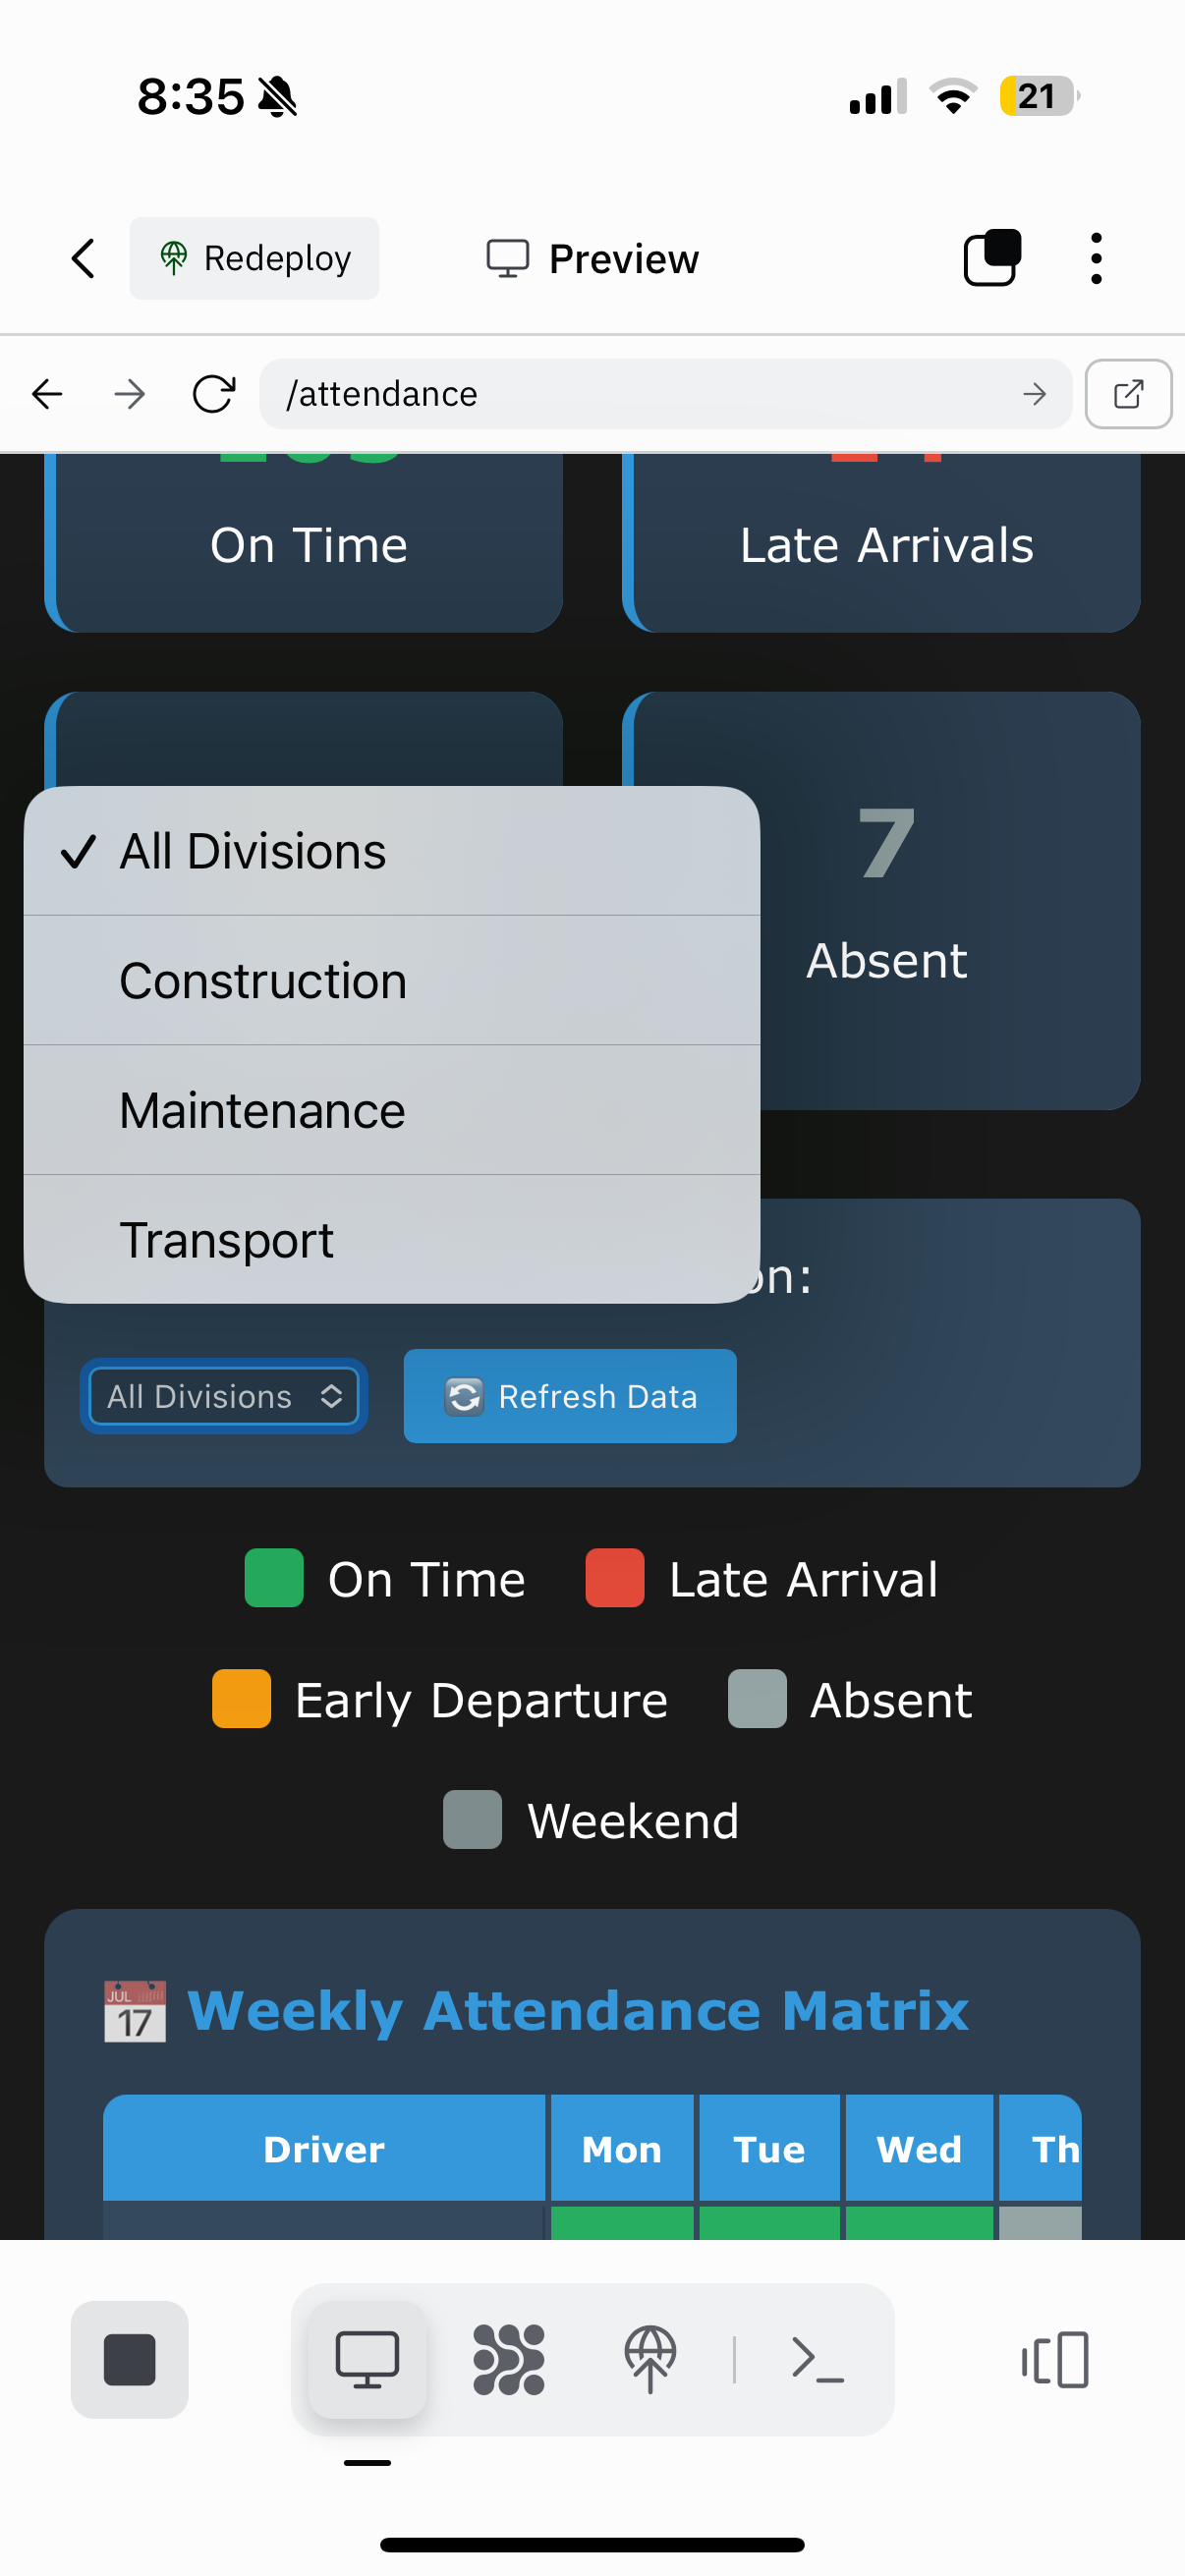 8:35
21
Redeploy
Preview
/attendance
On Time
Late Arrivals
7
Absent
All Divisions
Construction
Maintenance
Transport
on:
All Divisions
Refresh Data
On Time
Late Arrival
Early Departure
Absent
Weekend
JUL
17
Weekly Attendance Matrix
Driver
Mon
Tue
Wed
Th